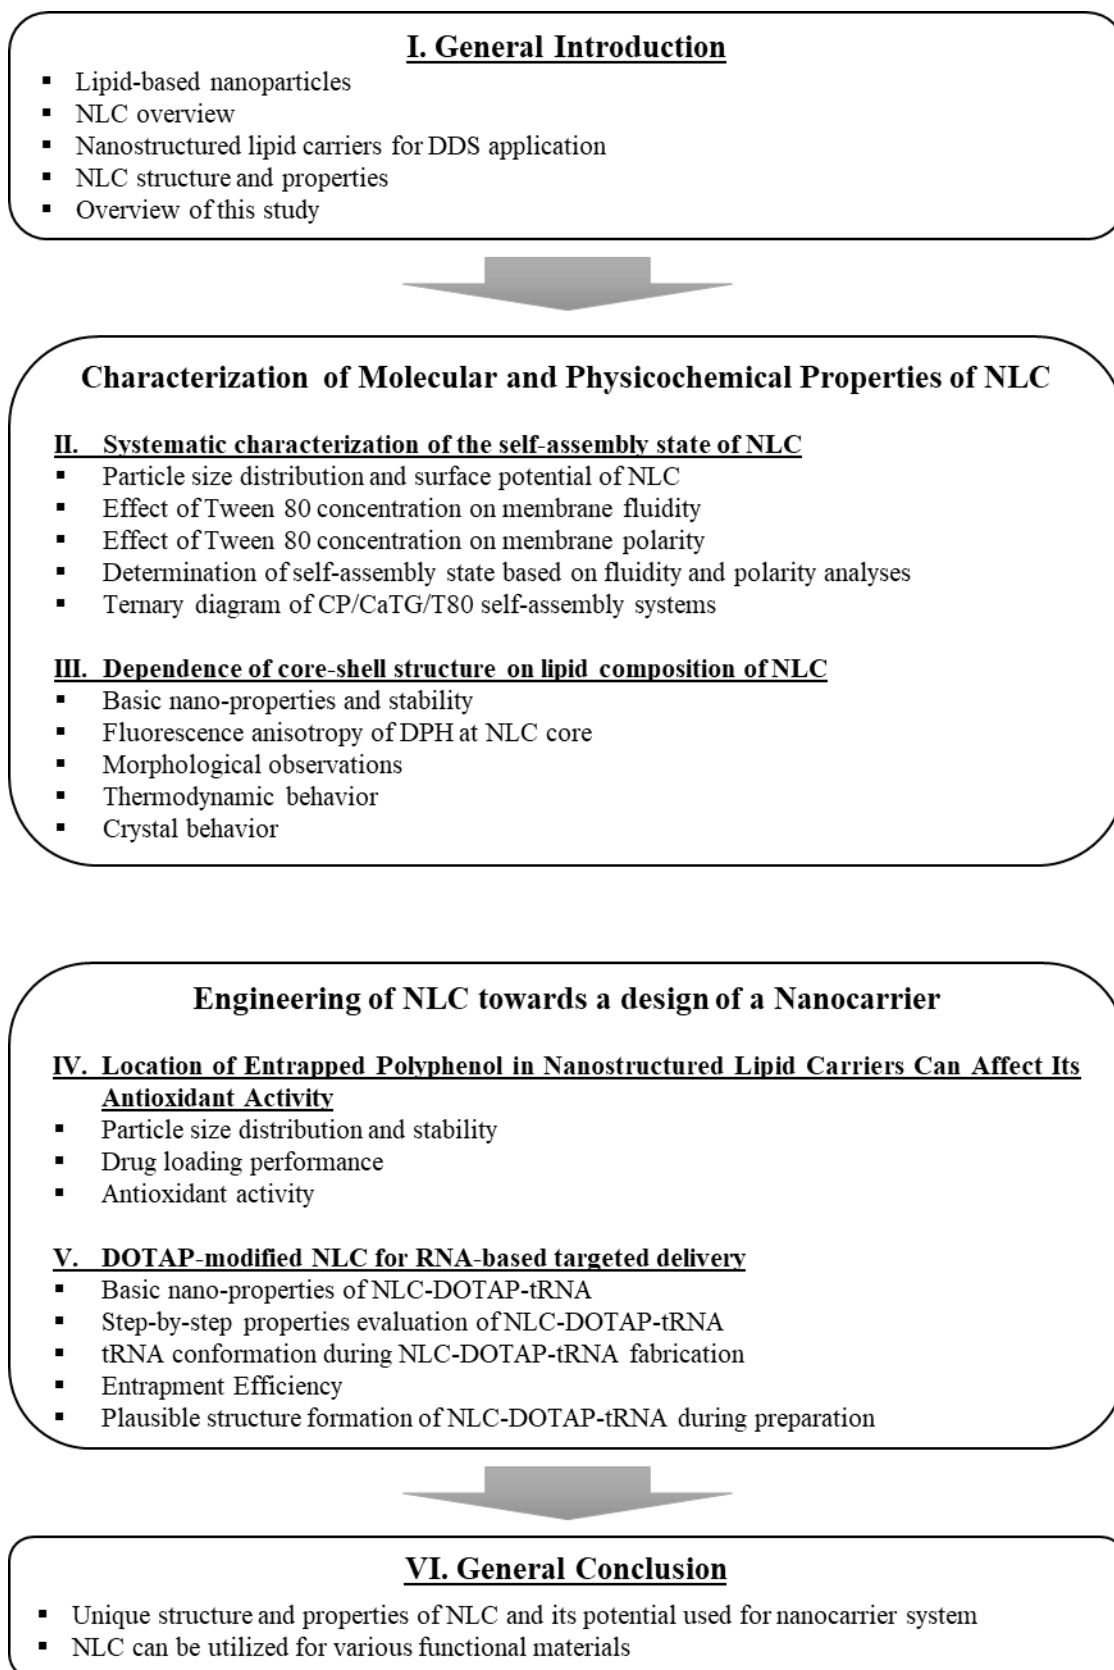 I. General Introduction
▪ Lipid-based nanoparticles
▪ NLC overview
▪ Nanostructured lipid carriers for DDS application
▪ NLC structure and properties
▪ Overview of this study
Characterization of Molecular and Physicochemical Properties of NLC
II. Systematic characterization of the self-assembly state of NLC
▪ Particle size distribution and surface potential of NLC
▪ Effect of Tween 80 concentration on membrane fluidity
▪ Effect of Tween 80 concentration on membrane polarity
▪ Determination of self-assembly state based on fluidity and polarity analyses
▪ Ternary diagram of CP/CaTG/T80 self-assembly systems
III. Dependence of core-shell structure on lipid composition of NLC
▪ Basic nano-properties and stability
▪ Fluorescence anisotropy of DPH at NLC core
▪ Morphological observations
▪ Thermodynamic behavior
▪ Crystal behavior
Engineering of NLC towards a design of a Nanocarrier
IV. Location of Entrapped Polyphenol in Nanostructured Lipid Carriers Can Affect Its
Antioxidant Activity
▪ Particle size distribution and stability
▪ Drug loading performance
▪ Antioxidant activity
V. DOTAP-modified NLC for RNA-based targeted delivery
▪ Basic nano-properties of NLC-DOTAP-tRNA
▪ Step-by-step properties evaluation of NLC-DOTAP-tRNA
▪ tRNA conformation during NLC-DOTAP-tRNA fabrication
▪ Entrapment Efficiency
▪ Plausible structure formation of NLC-DOTAP-tRNA during preparation
VI. General Conclusion
▪ Unique structure and properties of NLC and its potential used for nanocarrier system
▪ NLC can be utilized for various functional materials